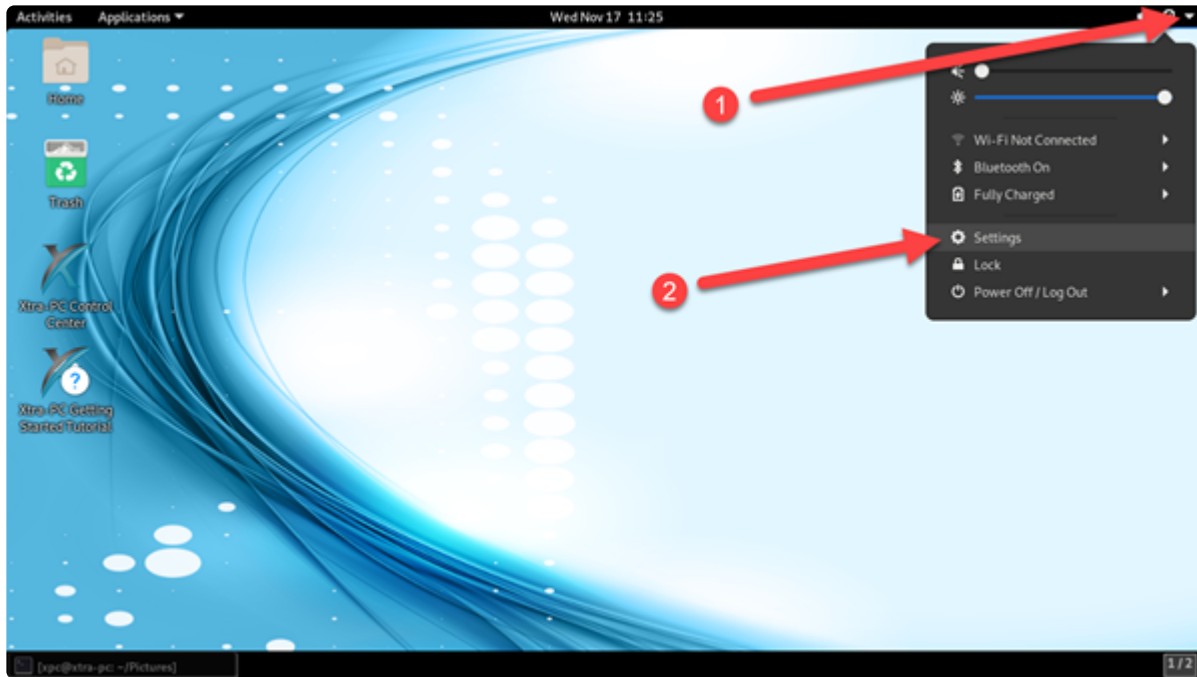 Activities Applications Wed Nov 17 11:25
Home
Trash
Xtra-PC Control
Center
Xtra-PC Getting
Started Tutorial
1
Wi-Fi Not Connected
Bluetooth On
Fully Charged
2
Settings
Lock
Power Off / Log Out
[xpc@xtra-pc: ~/Pictures]
1/2